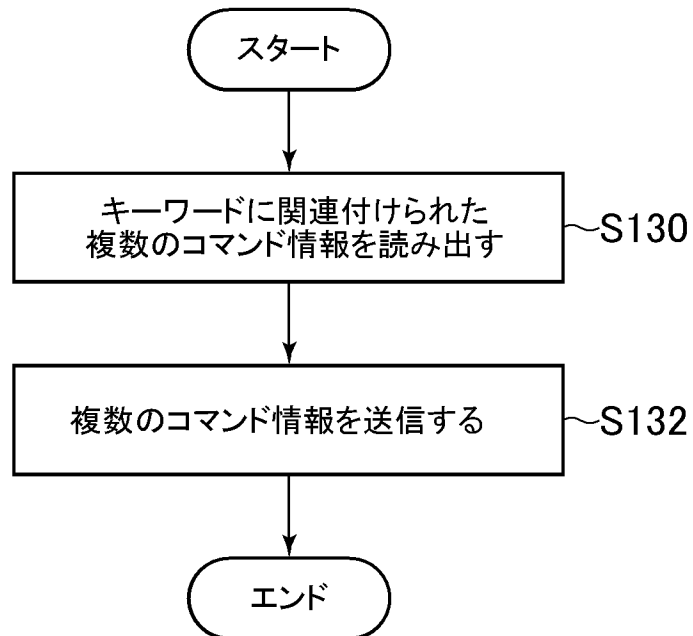 スタート
キーワードに関連付けられた
複数のコマンド情報を読み出す
S130
複数のコマンド情報を送信する
S132
エンド